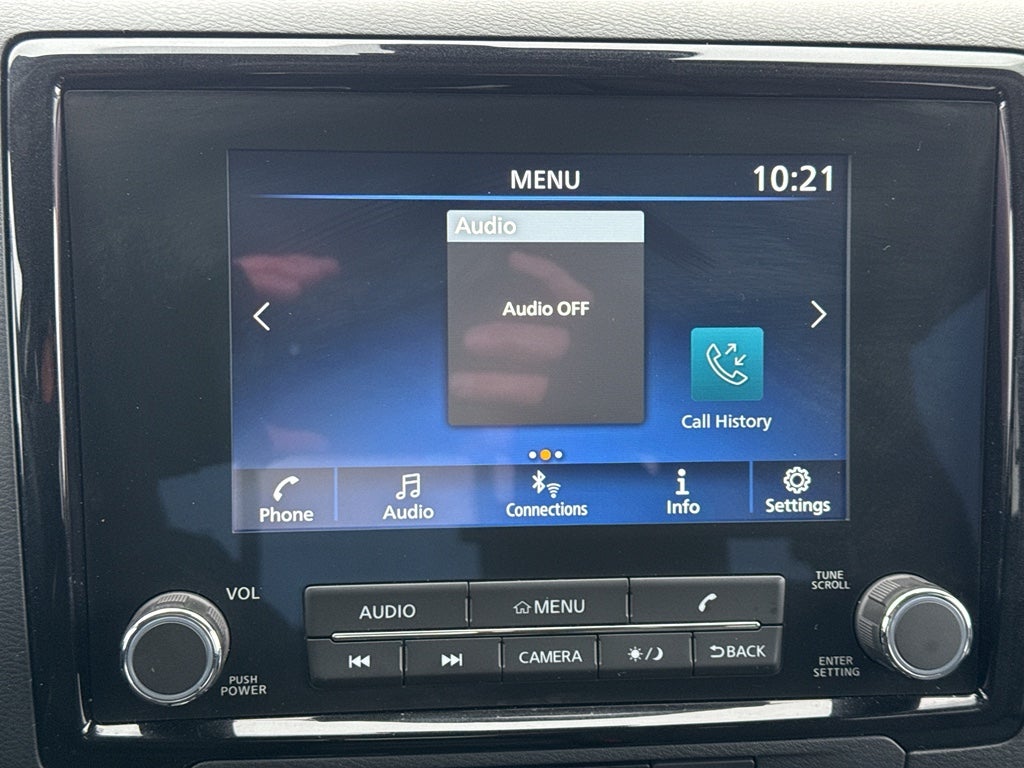 MENU
10:21
Audio
Audio OFF
Call History
Phone
Audio
Connections
Info
Settings
VOL
PUSH
POWER
AUDIO
MENU
CAMERA
BACK
TUNE
SCROLL
ENTER
SETTING